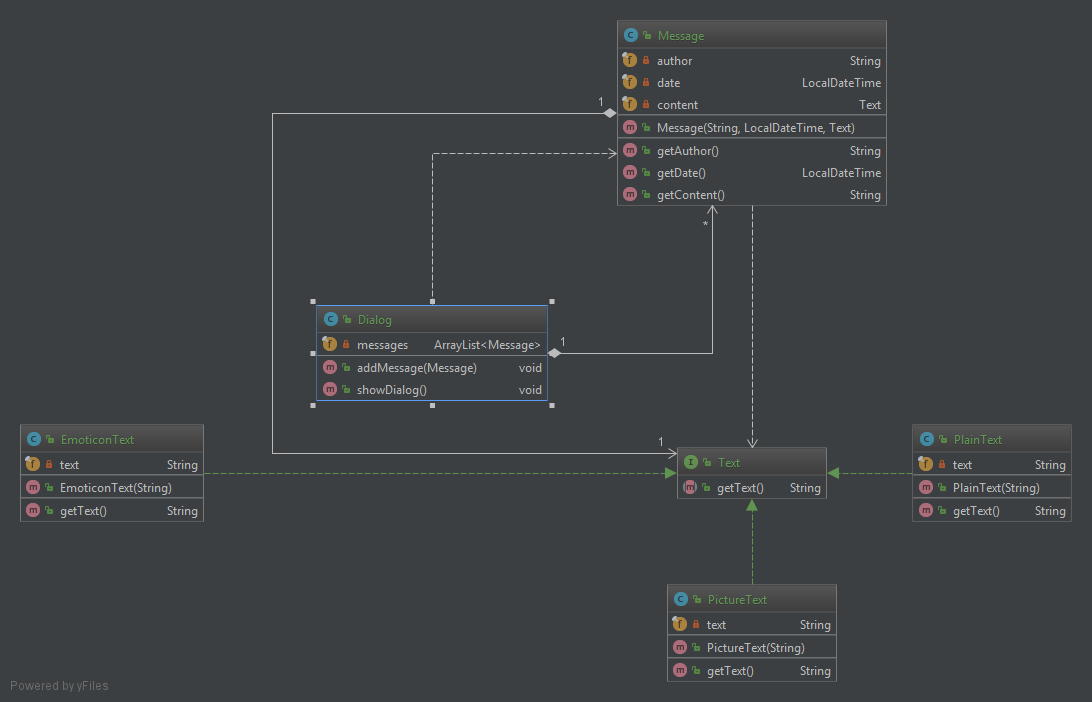 Message
author String
date LocalDateTime
content Text
1
Message(String, LocalDateTime, Text)
getAuthor() String
getDate() LocalDateTime
getContent() String
*
Dialog
messages ArrayList<Message>
1
addMessage(Message) void
showDialog() void
EmoticonText
text String
EmoticonText(String)
getText() String
1
Text
getText() String
PlainText
text String
PlainText(String)
getText() String
PictureText
text String
PictureText(String)
getText() String
Powered by yFiles